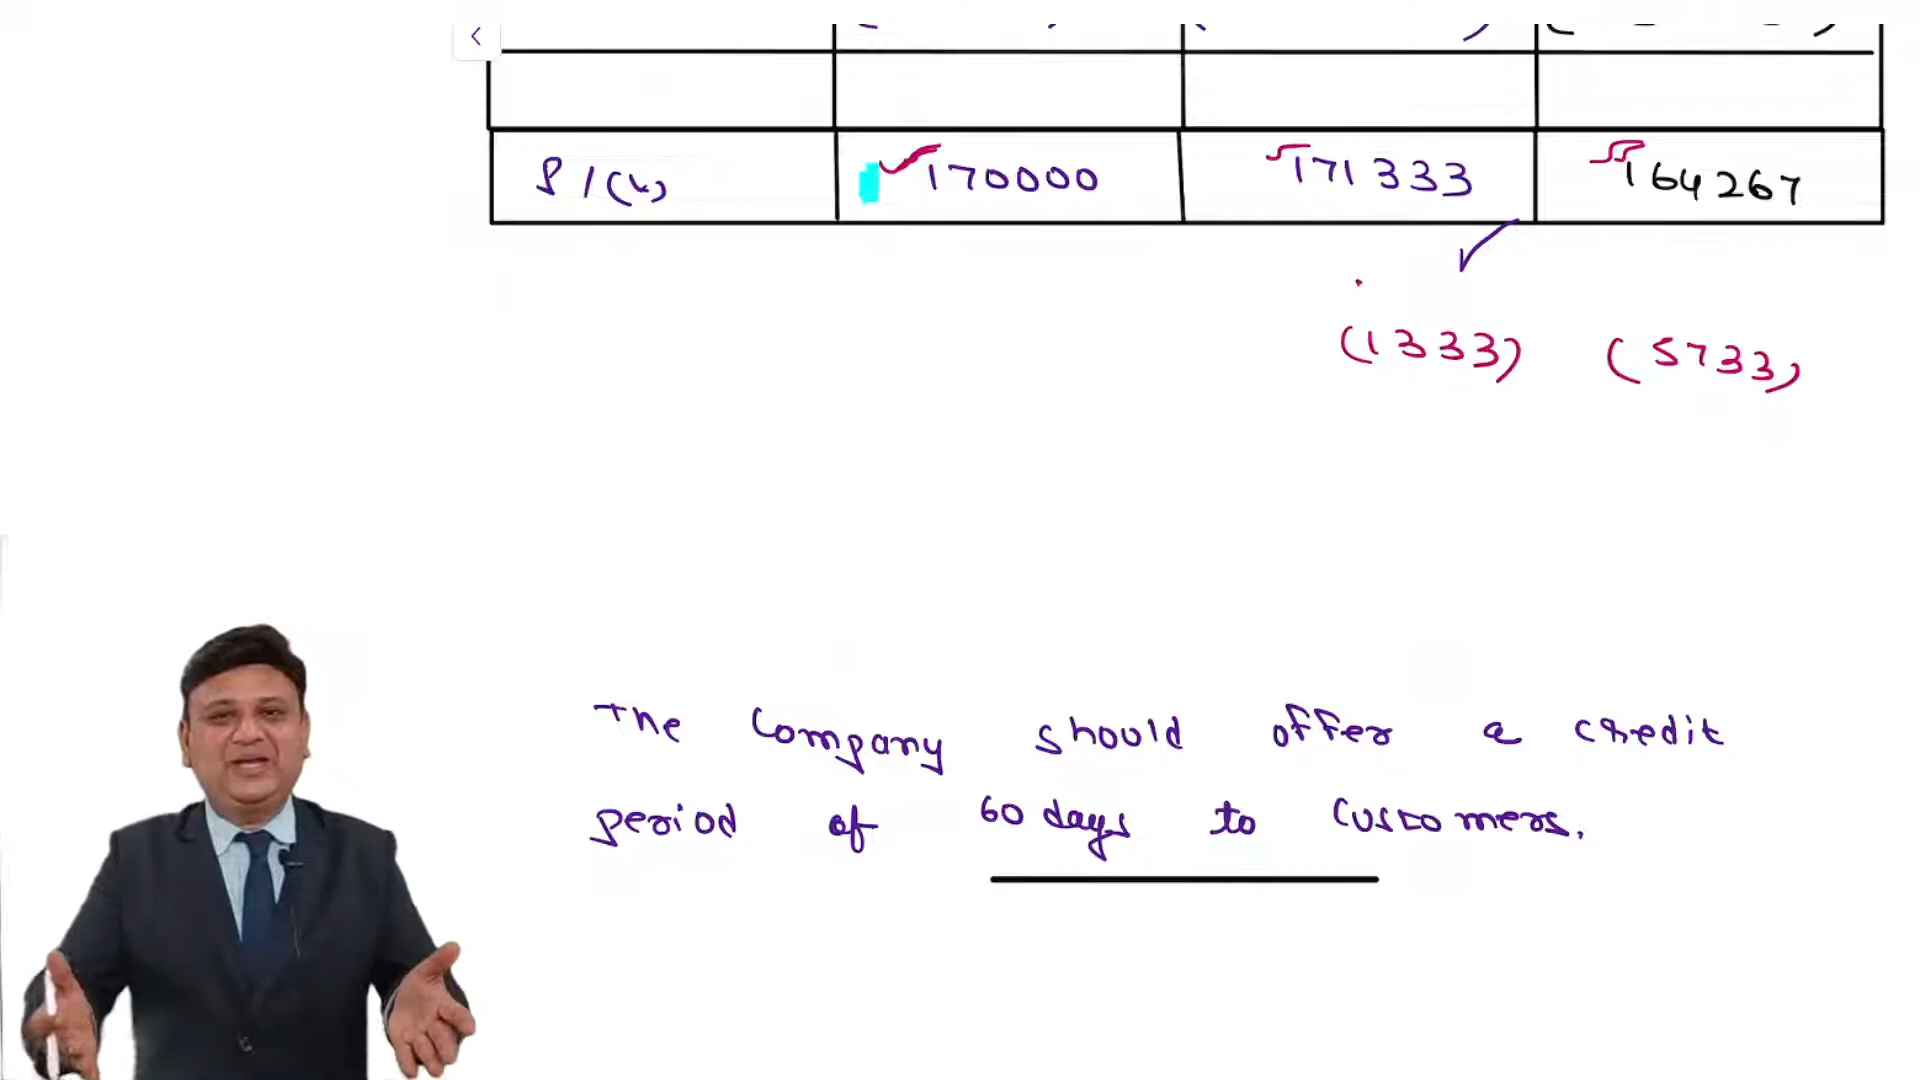 P/(L) 170000 171333 164267
(1333) (5733)
The Company should offer a credit
period of 60 days to Customers.